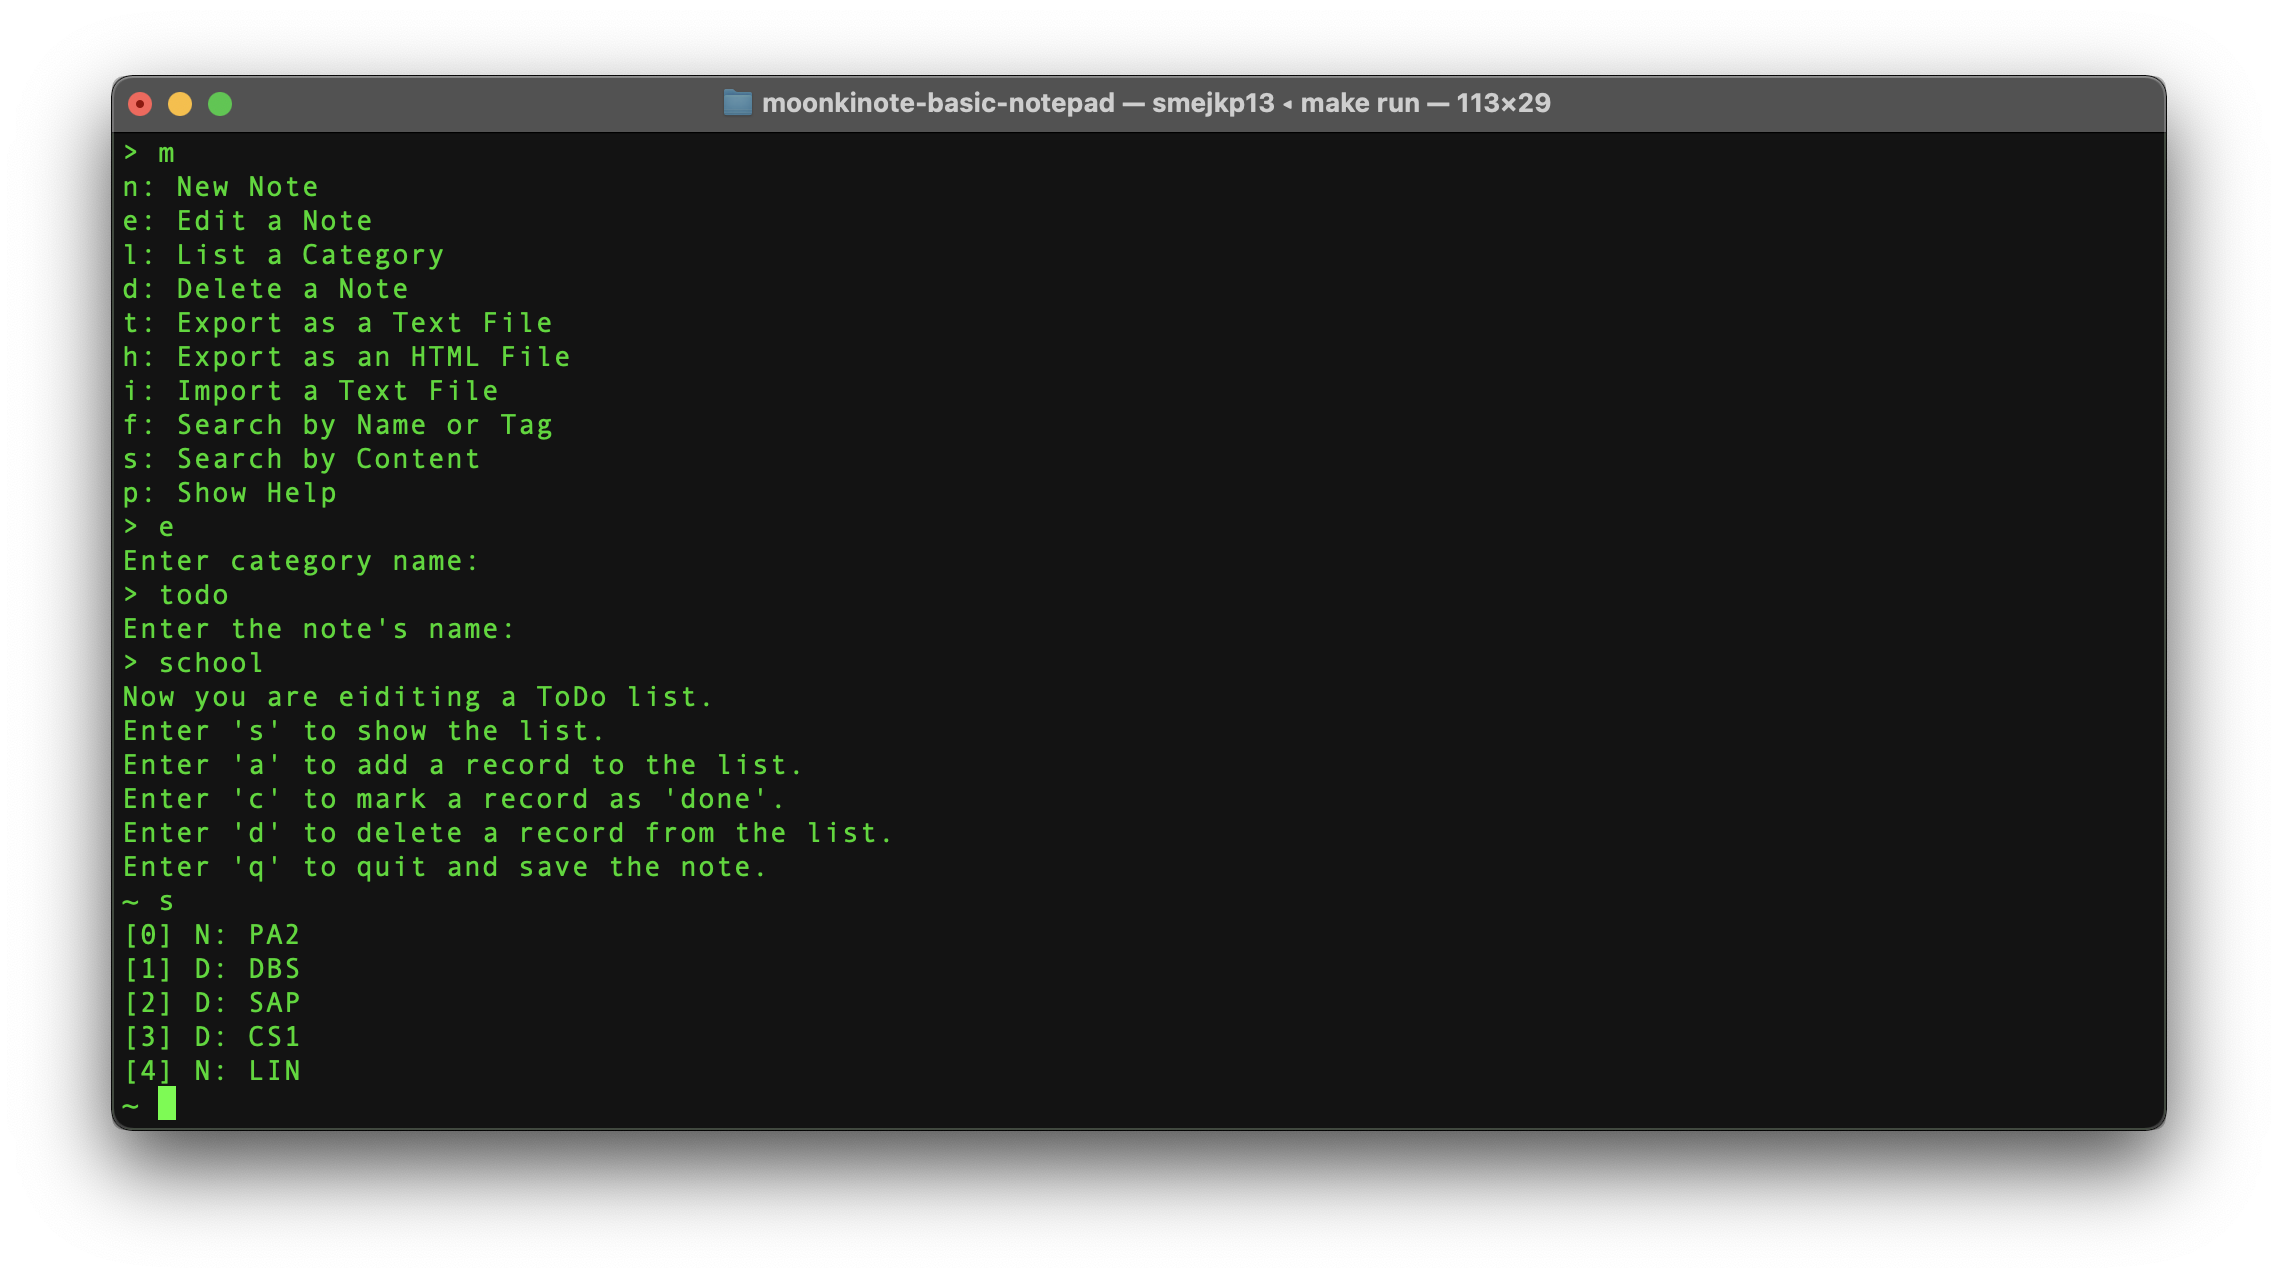 moonkinote-basic-notepad — smejkp13 ◂ make run — 113×29
> m
n: New Note
e: Edit a Note
l: List a Category
d: Delete a Note
t: Export as a Text File
h: Export as an HTML File
i: Import a Text File
f: Search by Name or Tag
s: Search by Content
p: Show Help
> e
Enter category name:
> todo
Enter the note's name:
> school
Now you are eiditing a ToDo list.
Enter 's' to show the list.
Enter 'a' to add a record to the list.
Enter 'c' to mark a record as 'done'.
Enter 'd' to delete a record from the list.
Enter 'q' to quit and save the note.
~ s
[0] N: PA2
[1] D: DBS
[2] D: SAP
[3] D: CS1
[4] N: LIN
~